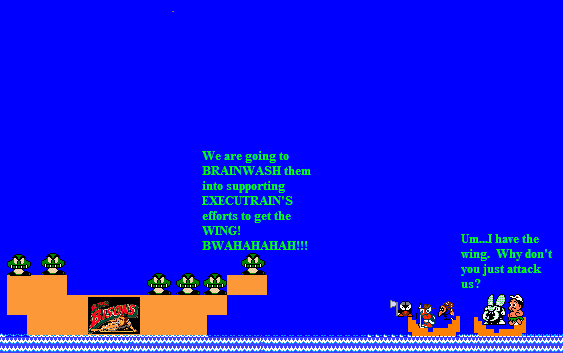 We are going to
BRAINWASH them
into supporting
EXECUTRAIN'S
efforts to get the
WING!
BWAHAHAHAH!!!
Um...I have the
wing. Why don't
you just attack
us?